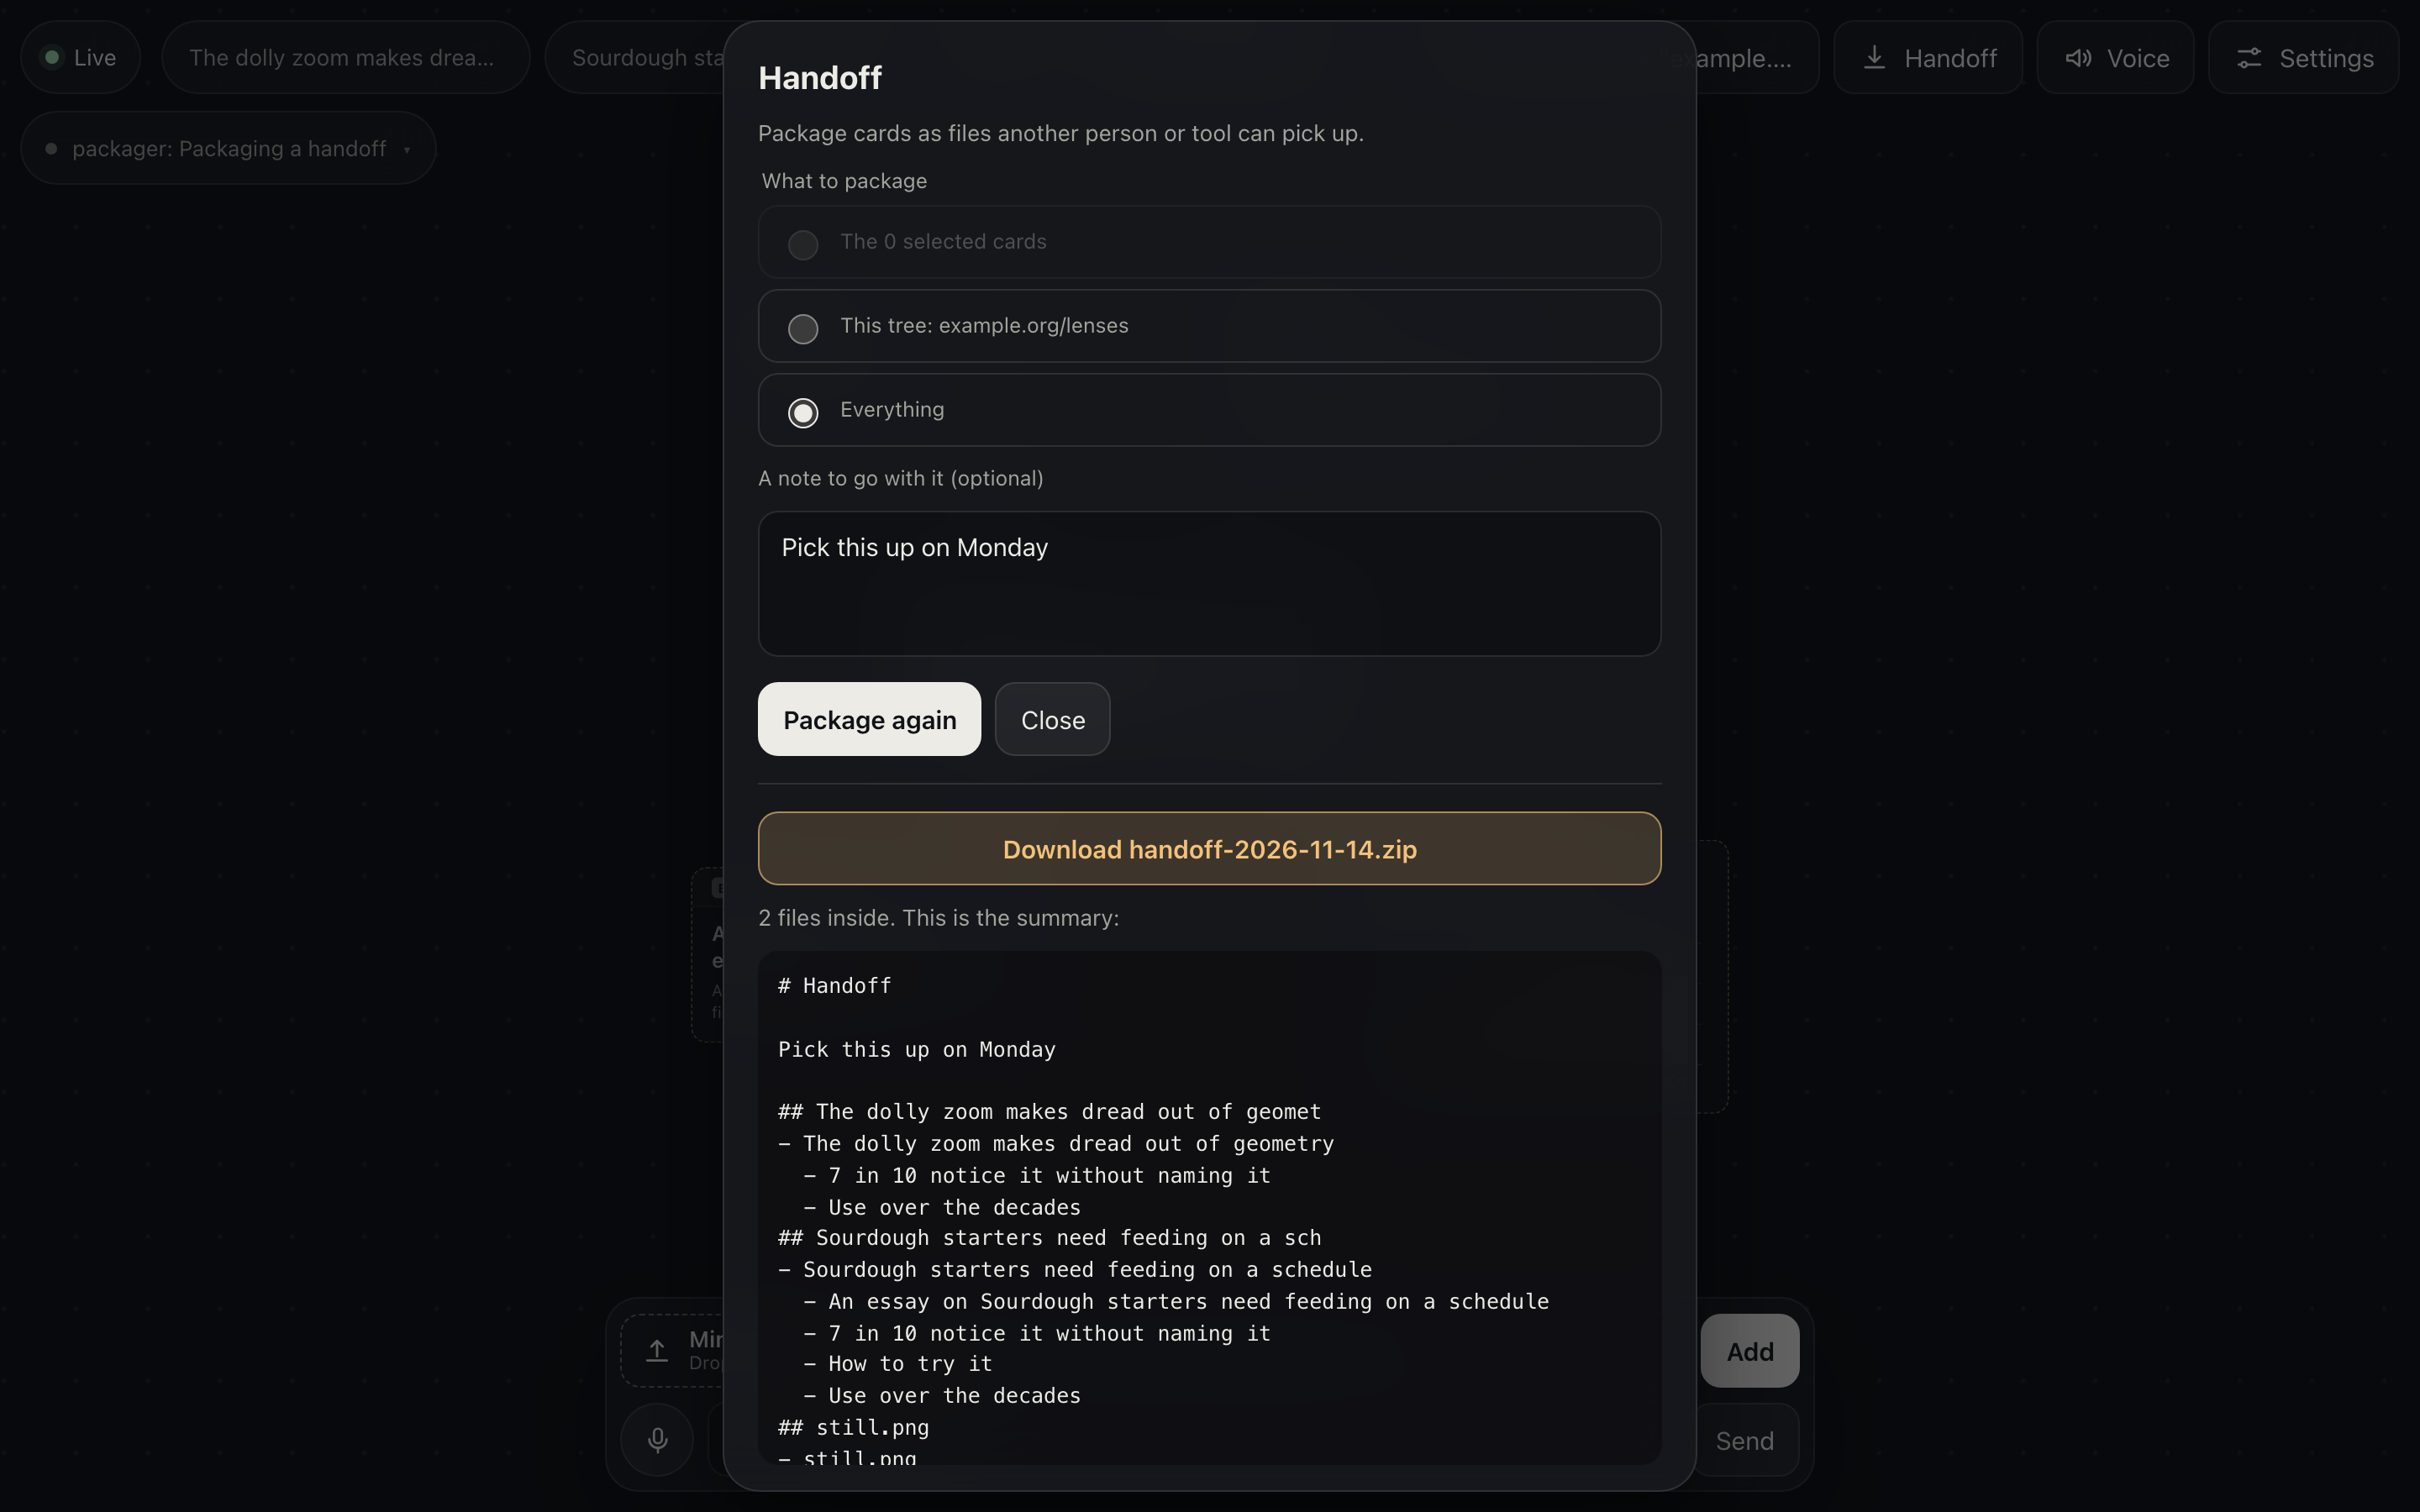 Live
The dolly zoom makes drea...
Sourdough sta
ample....
Handoff
Voice
Settings
packager: Packaging a handoff
Handoff
Package cards as files another person or tool can pick up.
What to package
The 0 selected cards
This tree: example.org/lenses
Everything
A note to go with it (optional)
Pick this up on Monday
Package again
Close
Download handoff-2026-11-14.zip
2 files inside. This is the summary:
# Handoff
Pick this up on Monday
## The dolly zoom makes dread out of geomet
- The dolly zoom makes dread out of geometry
- 7 in 10 notice it without naming it
- Use over the decades
## Sourdough starters need feeding on a sch
- Sourdough starters need feeding on a schedule
- An essay on Sourdough starters need feeding on a schedule
- 7 in 10 notice it without naming it
- How to try it
- Use over the decades
## still.png
- still.png
Add
Send